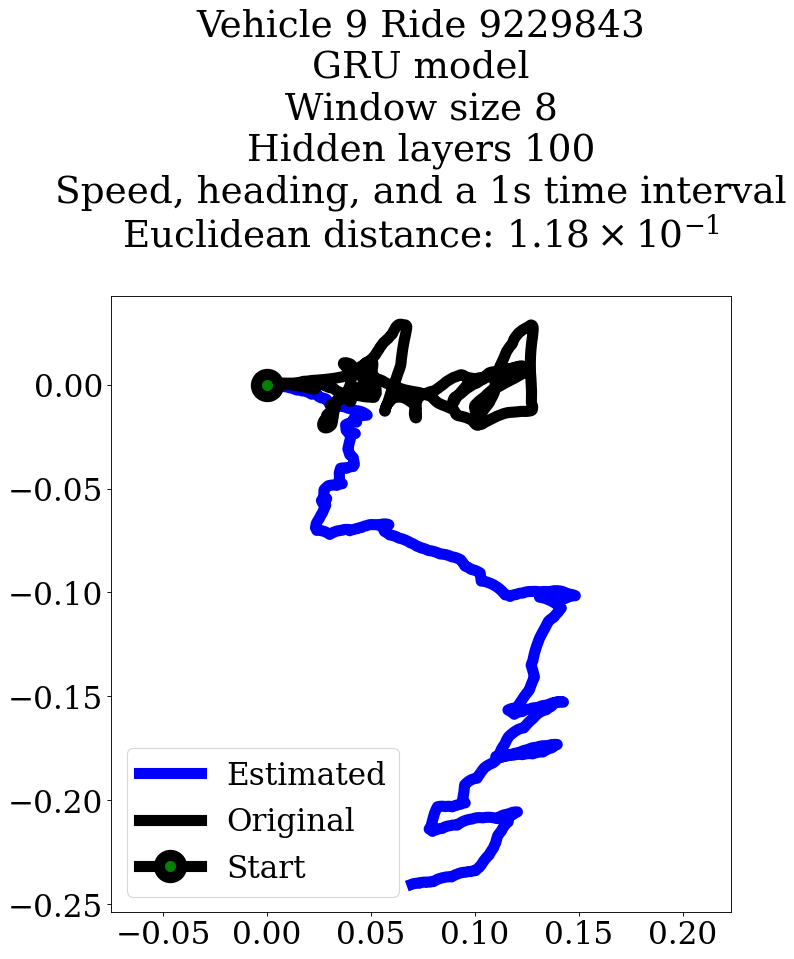 Vehicle 9 Ride 9229843
GRU model
Window size 8
Hidden layers 100
Speed, heading, and a 1s time interval
Euclidean distance: 1.18 × 10⁻¹
0.00
−0.05
−0.10
−0.15
−0.20
−0.25
Estimated
Original
Start
−0.05 0.00 0.05 0.10 0.15 0.20